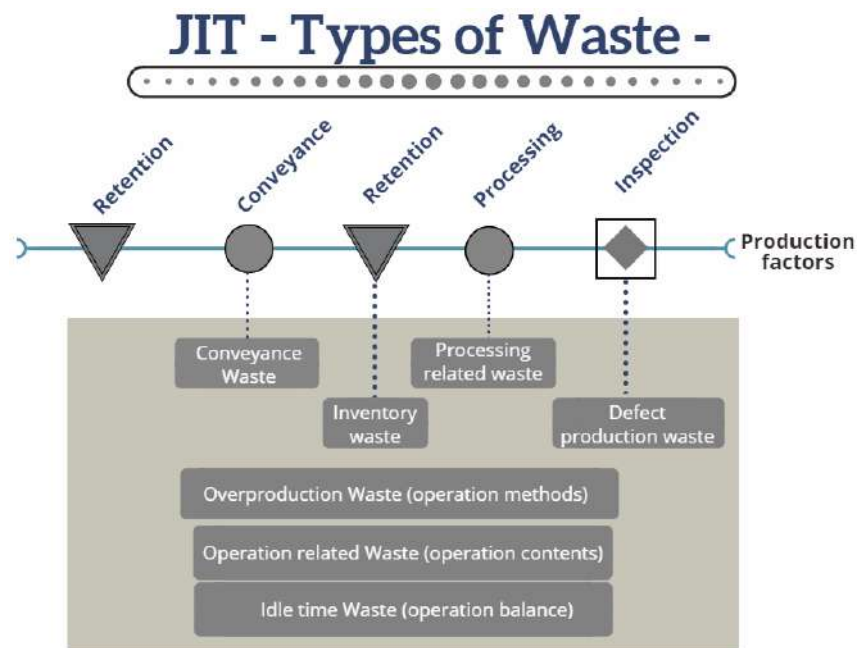 JIT - Types of Waste -
Retention
Conveyance
Retention
Processing
Inspection
Production
factors
Conveyance
Waste
Processing
related waste
Inventory
waste
Defect
production waste
Overproduction Waste (operation methods)
Operation related Waste (operation contents)
Idle time Waste (operation balance)